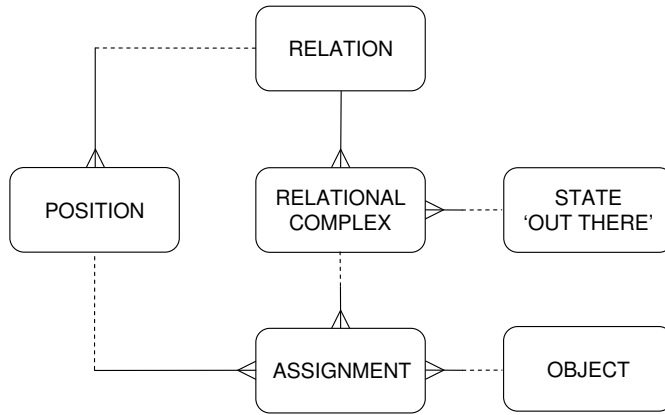 RELATION
POSITION
RELATIONAL
COMPLEX
STATE
‘OUT THERE’
ASSIGNMENT
OBJECT